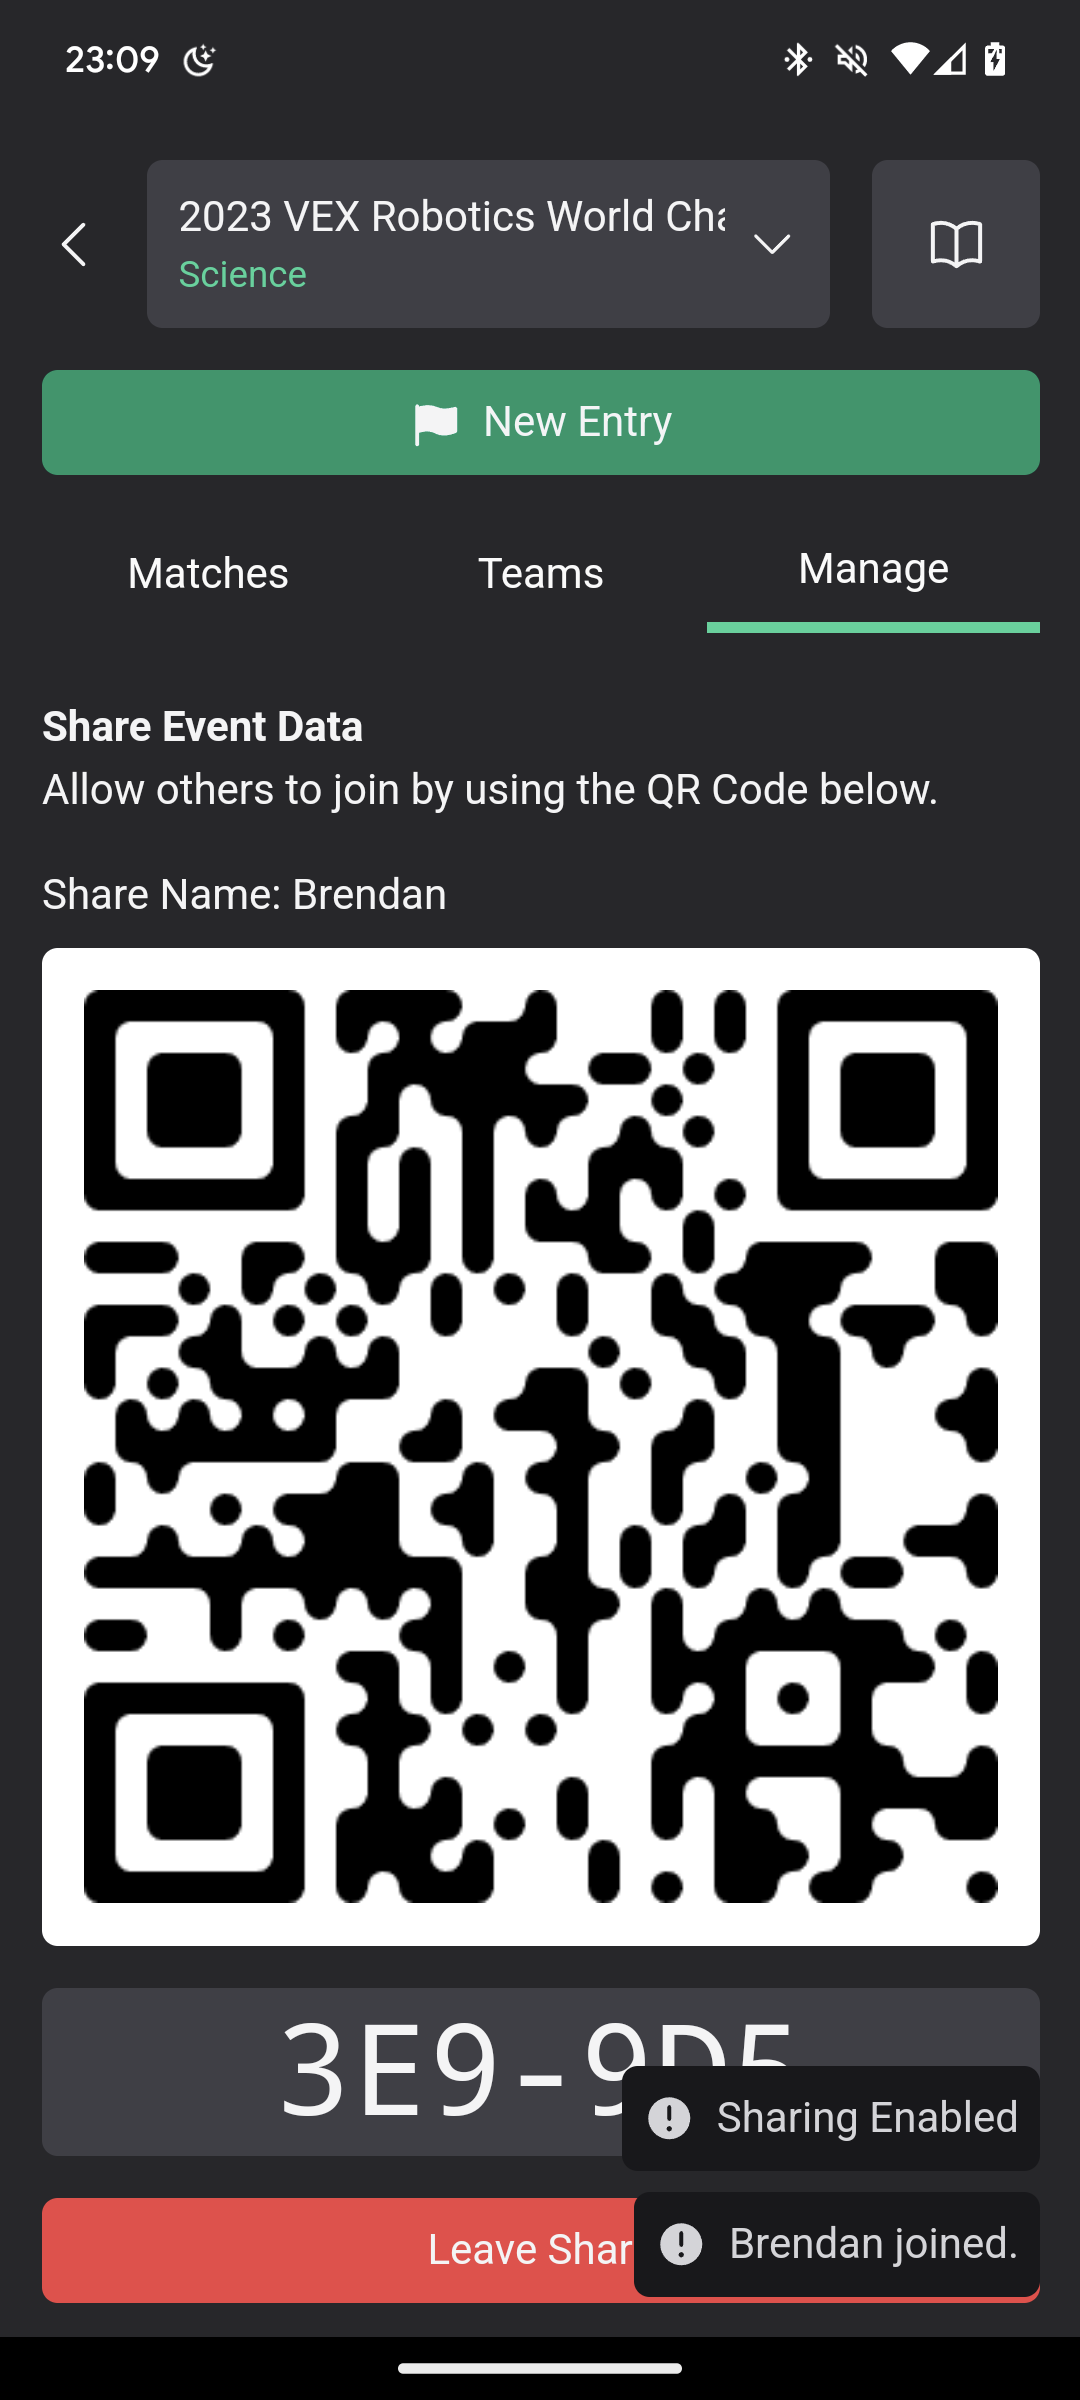 23:09
2023 VEX Robotics World Cha
Science
New Entry
Matches Teams Manage
Share Event Data
Allow others to join by using the QR Code below.
Share Name: Brendan
3E9-9D5
Sharing Enabled
Leave Shar
Brendan joined.